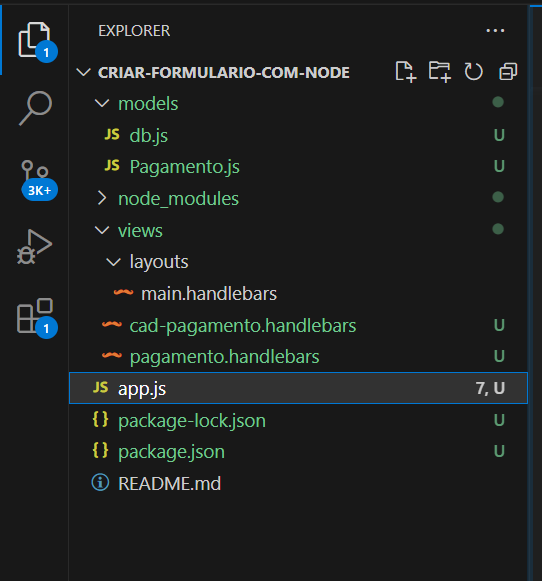 EXPLORER
1
CRIAR-FORMULARIO-COM-NODE
models
JS db.js U
JS Pagamento.js U
3K+
node_modules
views
layouts
main.handlebars
1
cad-pagamento.handlebars U
pagamento.handlebars U
JS app.js 7, U
{} package-lock.json U
{} package.json U
README.md